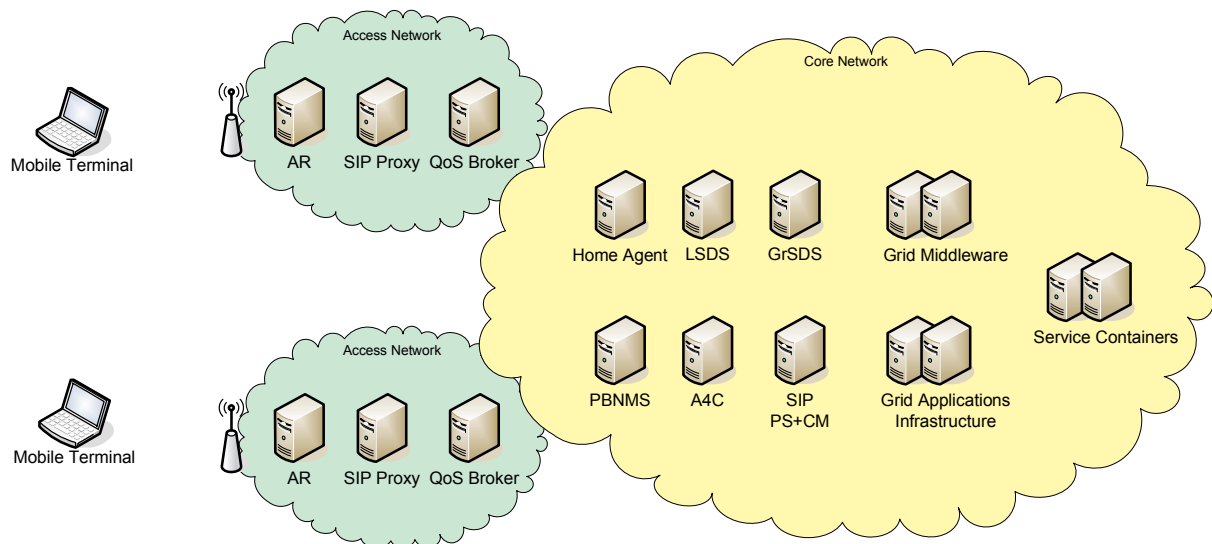 Access Network
Core Network
Mobile Terminal
AR
SIP Proxy
QoS Broker
Home Agent
LSDS
GrSDS
Grid Middleware
Service Containers
Access Network
PBNMS
A4C
SIP
PS+CM
Grid Applications
Infrastructure
Mobile Terminal
AR
SIP Proxy
QoS Broker